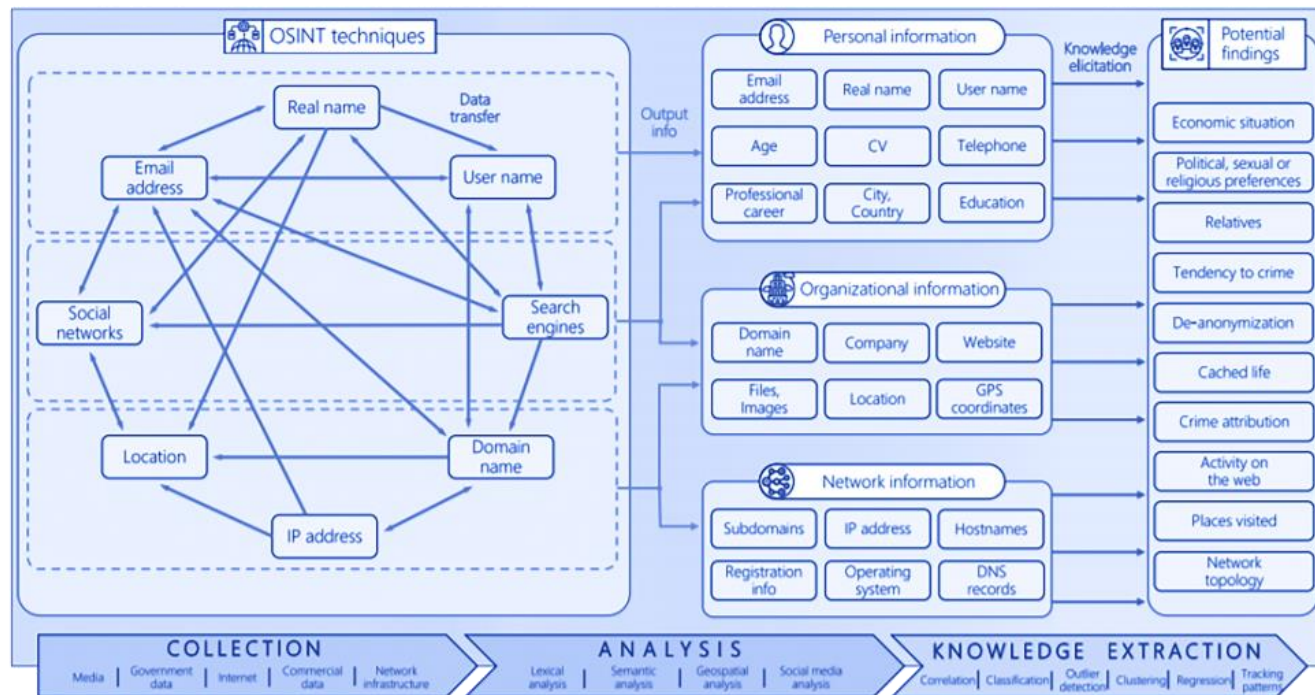 OSINT techniques
Real name
Data
transfer
Email
address
User name
Social
networks
Search
engines
Location
Domain
name
IP address
Output
info
Personal information
Email
address
Real name
User name
Age
CV
Telephone
Professional
career
City,
Country
Education
Organizational information
Domain
name
Company
Website
Files,
Images
Location
GPS
coordinates
Network information
Subdomains
IP address
Hostnames
Registration
info
Operating
system
DNS
records
Knowledge
elicitation
Potential
findings
Economic situation
Political, sexual or
religious preferences
Relatives
Tendency to crime
De-anonymization
Cached life
Crime attribution
Activity on
the web
Places visited
Network
topology
COLLECTION
Media | Government
data | Internet | Commercial
data | Network
infrastructure
ANALYSIS
Lexical
analysis | Semantic
analysis | Geospatial
analysis | Social media
analysis
KNOWLEDGE EXTRACTION
Correlation | Classification | Outlier
detection | Clustering | Regression | Tracking
patterns